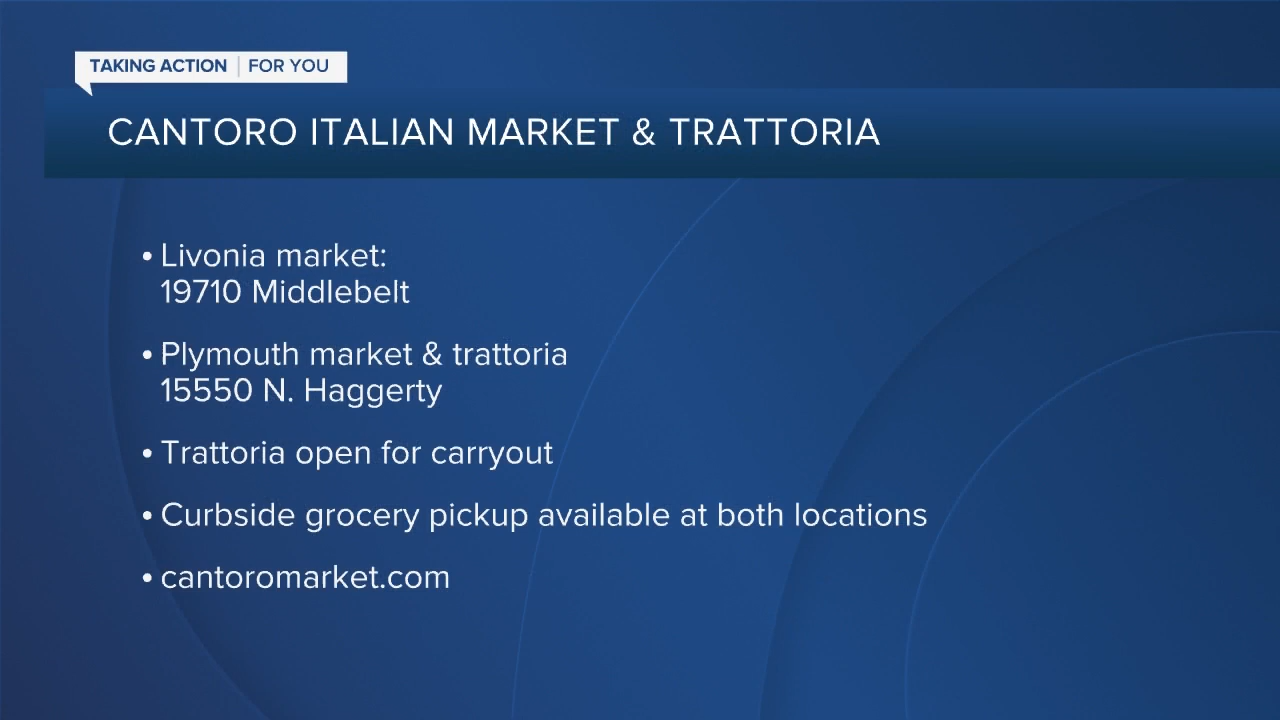 TAKING ACTION | FOR YOU
CANTORO ITALIAN MARKET & TRATTORIA
• Livonia market:
19710 Middlebelt
• Plymouth market & trattoria
15550 N. Haggerty
• Trattoria open for carryout
• Curbside grocery pickup available at both locations
• cantoromarket.com